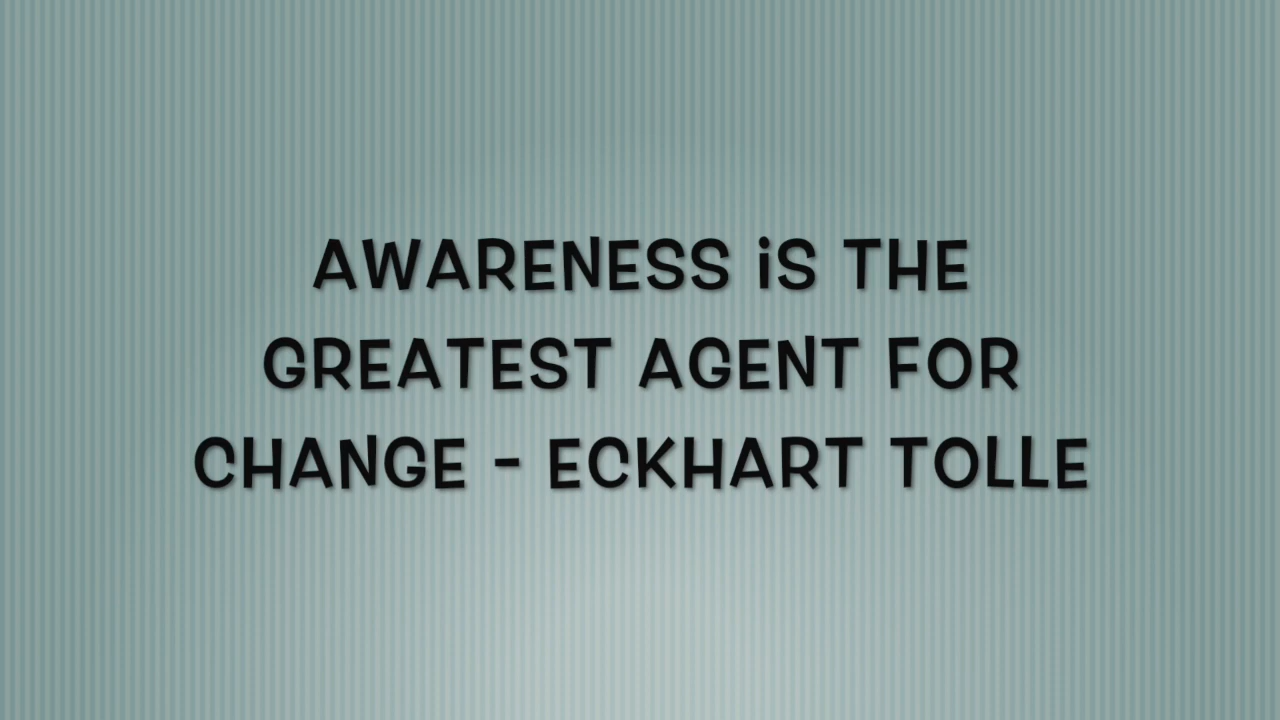 AWARENESS iS THE
GREATEST AGENT FOR
CHANGE - ECKHART TOLLE